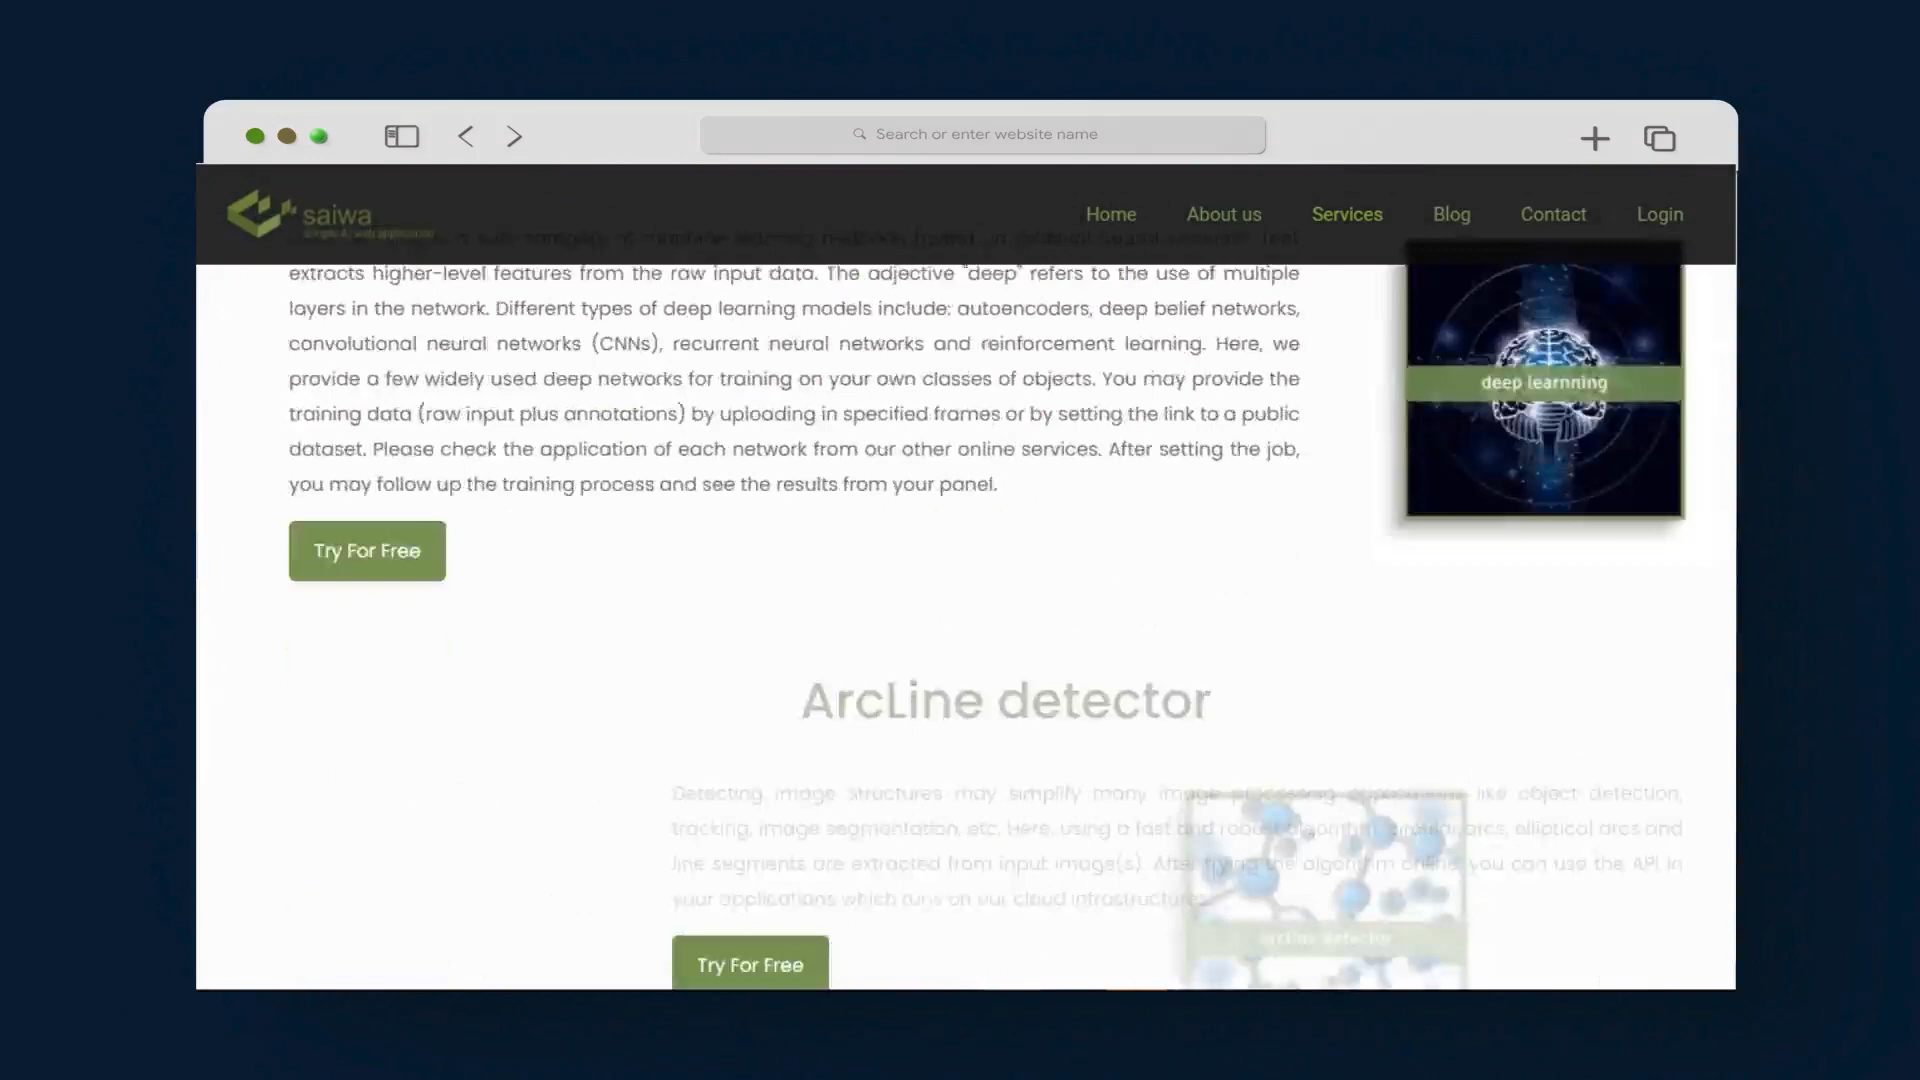 Search or enter website name
saiwa
Home About us Services Blog Contact Login
extracts higher-level features from the raw input data. The adjective "deep" refers to the use of multiple
layers in the network. Different types of deep learning models include: autoencoders, deep belief networks,
convolutional neural networks (CNNs), recurrent neural networks and reinforcement learning. Here, we
provide a few widely used deep networks for training on your own classes of objects. You may provide the
training data (raw input plus annotations) by uploading in specified frames or by setting the link to a public
dataset. Please check the application of each network from our other online services. After setting the job,
you may follow up the training process and see the results from your panel.
deep learnning
Try For Free
ArcLine detector
Detecting image structures may simplify many image processing like object detection,
tracking, image segmentation, etc. Here, using a fast and robust algorithm, circular arcs, elliptical arcs and
line segments are extracted from input image(s). After trying the algorithm online, you can use the API in
your applications which runs on our cloud infrastructure.
arcline detector
Try For Free